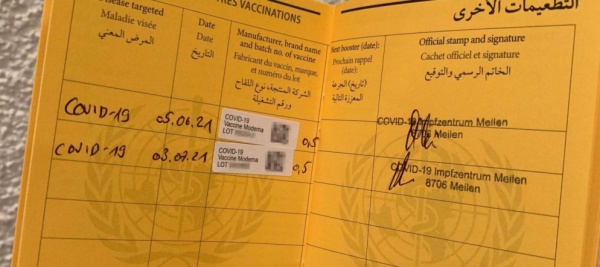 RES VACCINATIONS
Disease targeted
Maladie visée
المرض المعني
Date
Date
التاريخ
Manufacturer, brand name
and batch no. of vaccine
Fabricant du vaccin, marque,
et numéro du lot
الشركة المنتجة، نوع اللقاح
ورقم التشغيلة
COVID-19
05.06.21
COVID-19
Vaccine Moderna
LOT
0,5
COVID-19
03.07.21
COVID-19
Vaccine Moderna
LOT
0,5
التطعيمات الأخرى
Next booster (date):
Prochain rappel
(date):
(تاريخ) الجرعة
المعززة التالية
Official stamp and signature
Cachet officiel et signature
الخاتم الرسمي والتوقيع
COVID-19 Impfzentrum Meilen
8706 Meilen
COVID-19 Impfzentrum Meilen
8706 Meilen